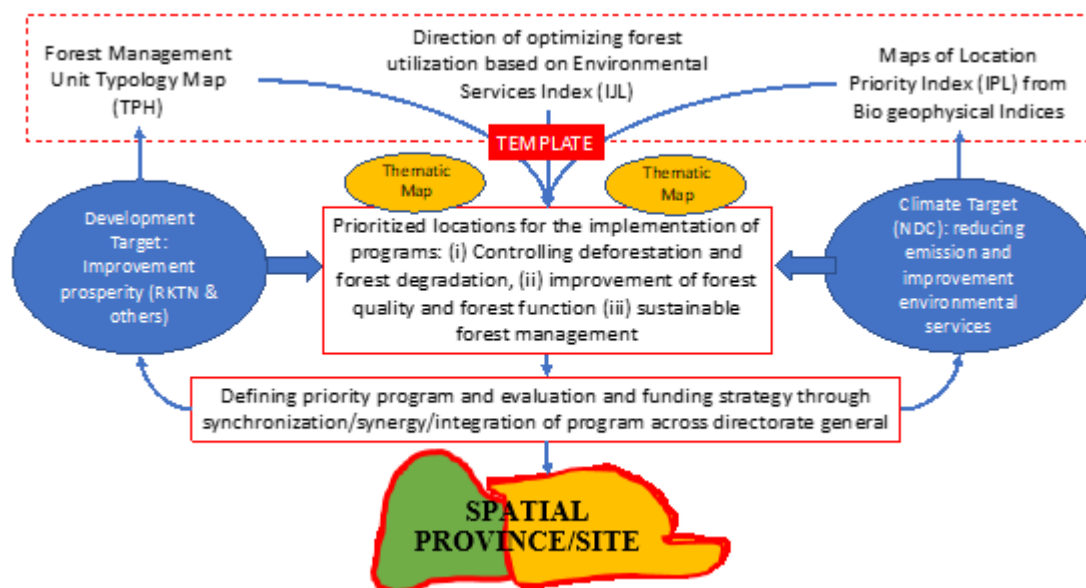 Forest Management
Unit Typology Map
(TPH)
Direction of optimizing forest
utilization based on Environmental
Services Index (IJL)
Maps of Location
Priority Index (IPL) from
Bio geophysical Indices
TEMPLATE
Thematic
Map
Thematic
Map
Development
Target:
Improvement
prosperity (RKTN &
others)
Prioritized locations for the implementation of
programs: (i) Controlling deforestation and
forest degradation, (ii) improvement of forest
quality and forest function (iii) sustainable
forest management
Climate Target
(NDC): reducing
emission and
improvement
environmental
services
Defining priority program and evaluation and funding strategy through
synchronization/synergy/integration of program across directorate general
SPATIAL
PROVINCE/SITE